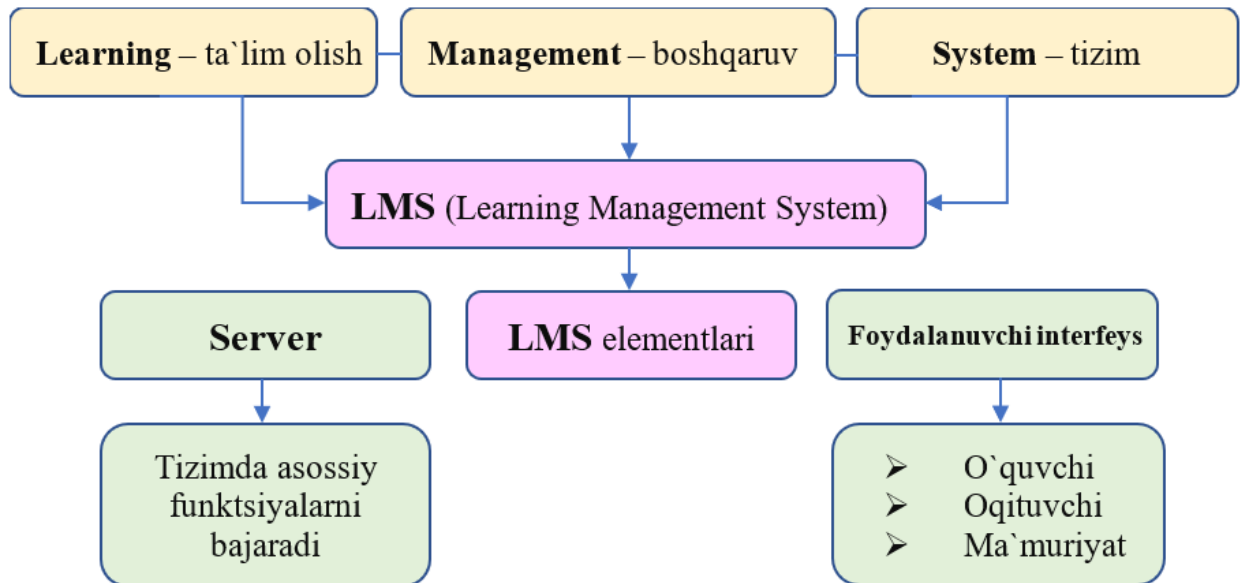 Learning – ta`lim olish
Management – boshqaruv
System – tizim
LMS (Learning Management System)
Server
LMS elementlari
Foydalanuvchi interfeys
Tizimda asossiy
funktsiyalarni
bajaradi
➢ O`quvchi
➢ Oqituvchi
➢ Ma`muriyat